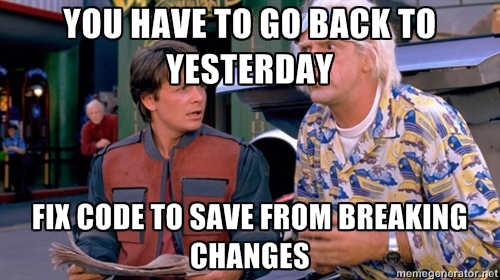 YOU HAVE TO GO BACK TO
YESTERDAY
FIX CODE TO SAVE FROM BREAKING
CHANGES
memegenerator.net